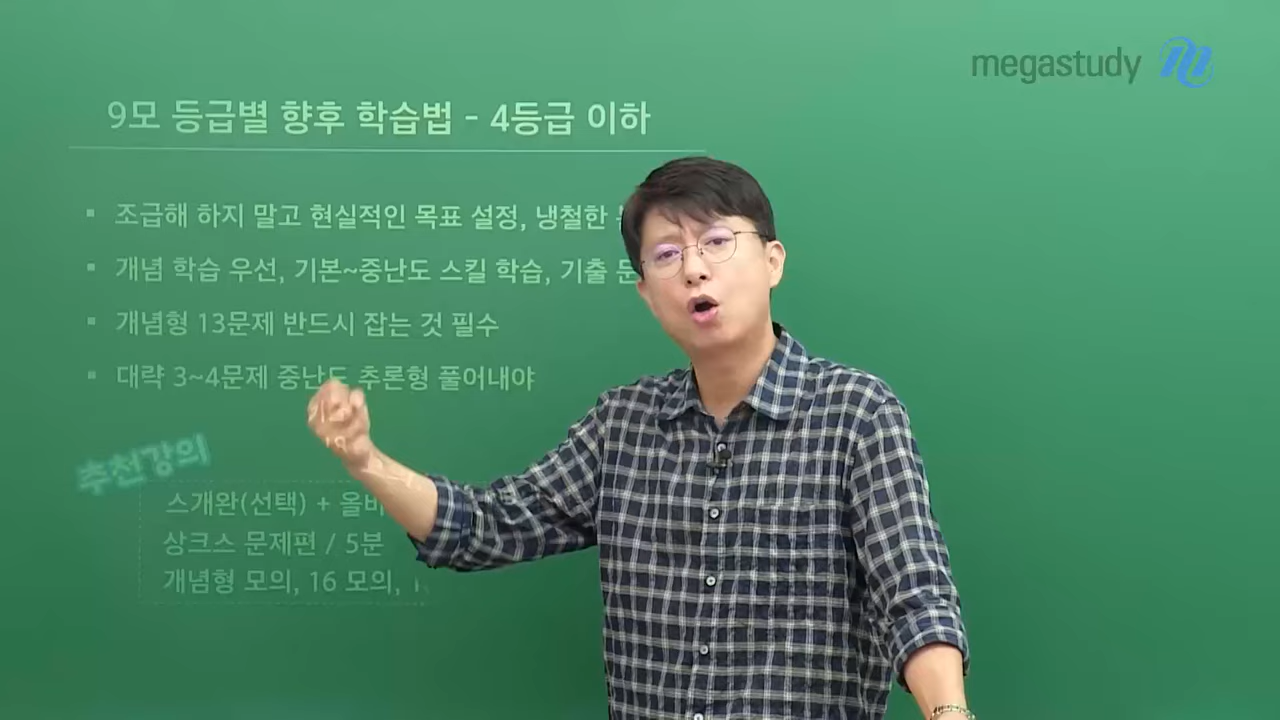 megastudy
9모 등급별 향후 학습법 - 4등급 이하
▪ 조급해 하지 말고 현실적인 목표 설정, 냉철한
▪ 개념 학습 우선, 기본~중난도 스킬 학습, 기출
▪ 개념형 13문제 반드시 잡는 것 필수
▪ 대략 3~4문제 중난도 추론형 풀어내야
추천강의
스개완(선택) +
상크스 문제편 / 5분
개념형 모의, 16 모의,